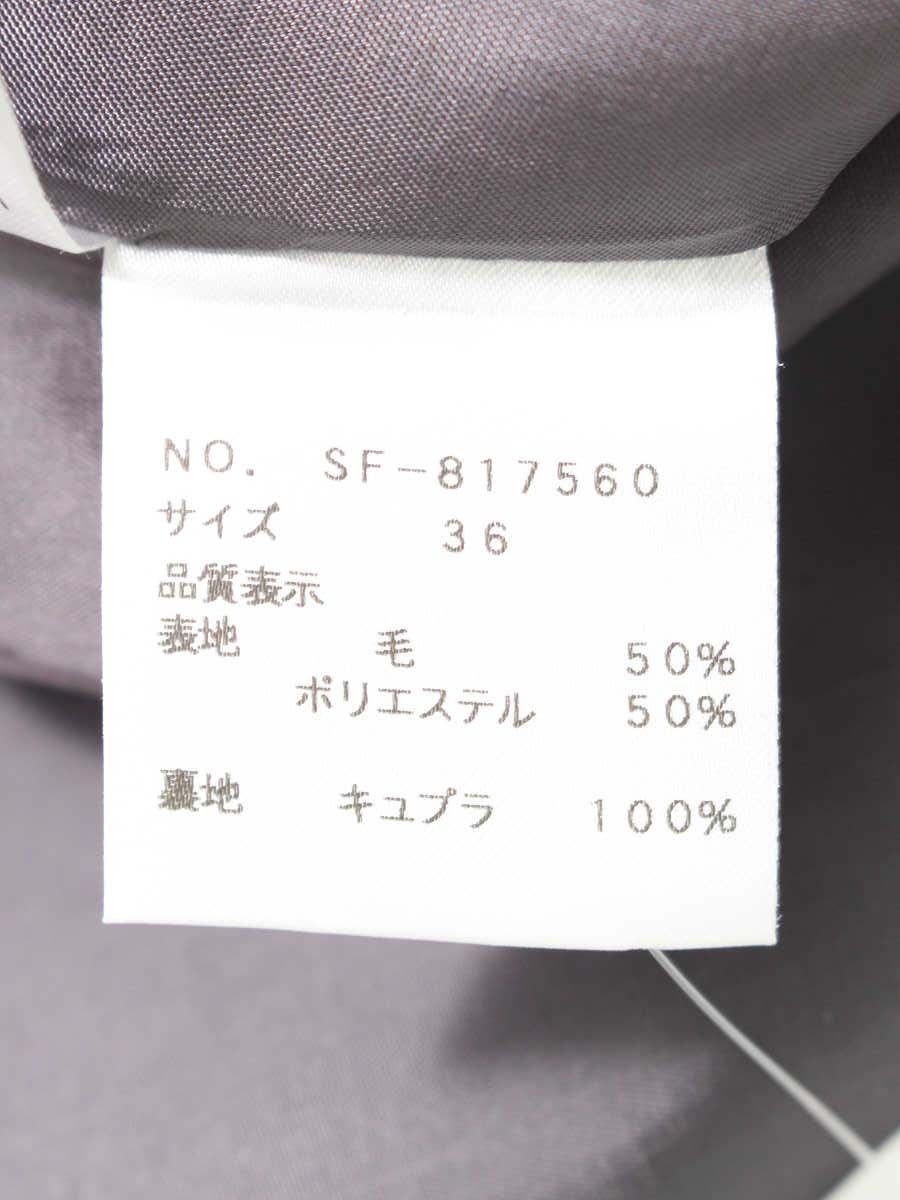 NO. SF-817560
サイズ 36
品質表示
表地 毛 50%
ポリエステル 50%
裏地 キュプラ 100%